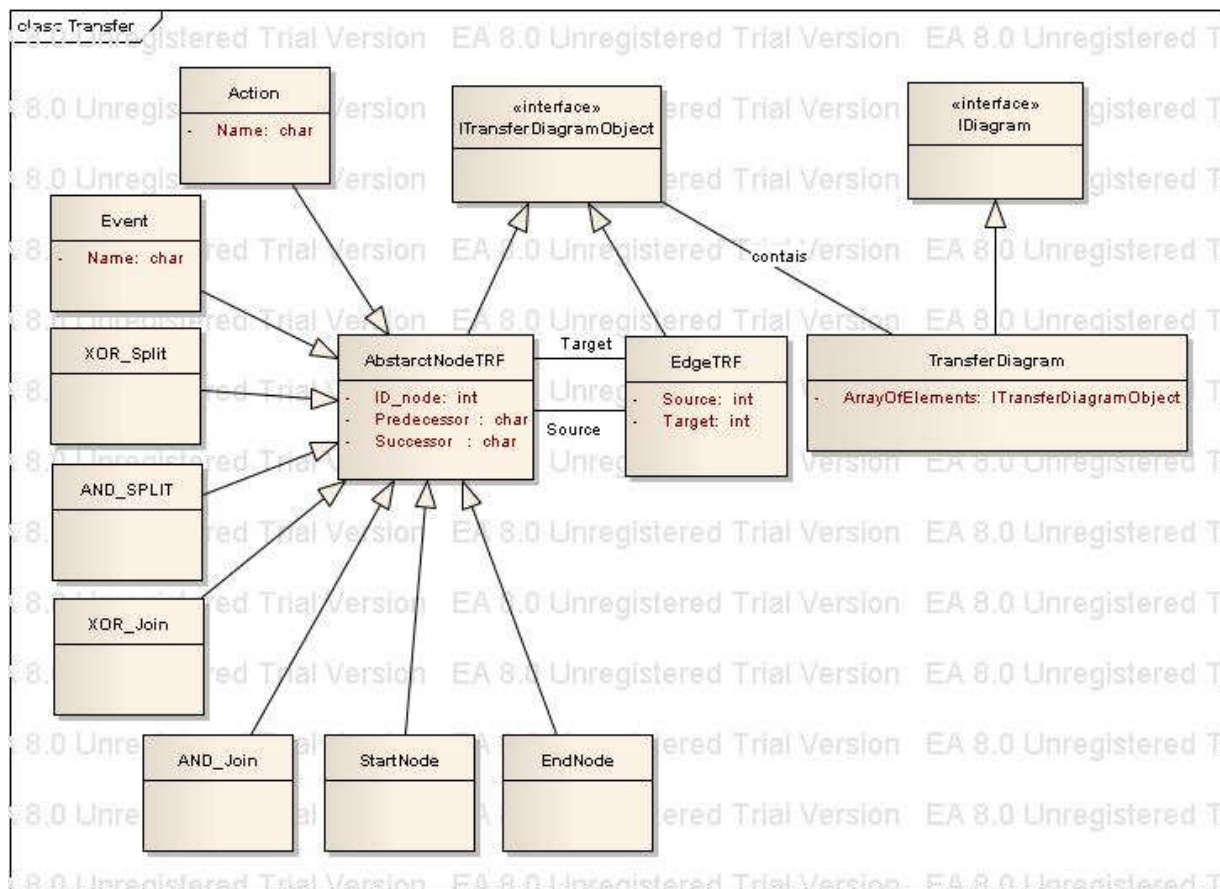 class Transfer
EA 8.0 Unregistered Trial Version
Action
- Name: char
«interface»
ITransferDiagramObject
«interface»
IDiagram
Event
- Name: char
contais
XOR_Split
AbstarctNodeTRF
- ID_node: int
- Predecessor : char
- Successor : char
Target
Source
EdgeTRF
- Source: int
- Target: int
TransferDiagram
- ArrayOfElements: ITransferDiagramObject
AND_SPLIT
XOR_Join
AND_Join
StartNode
EndNode